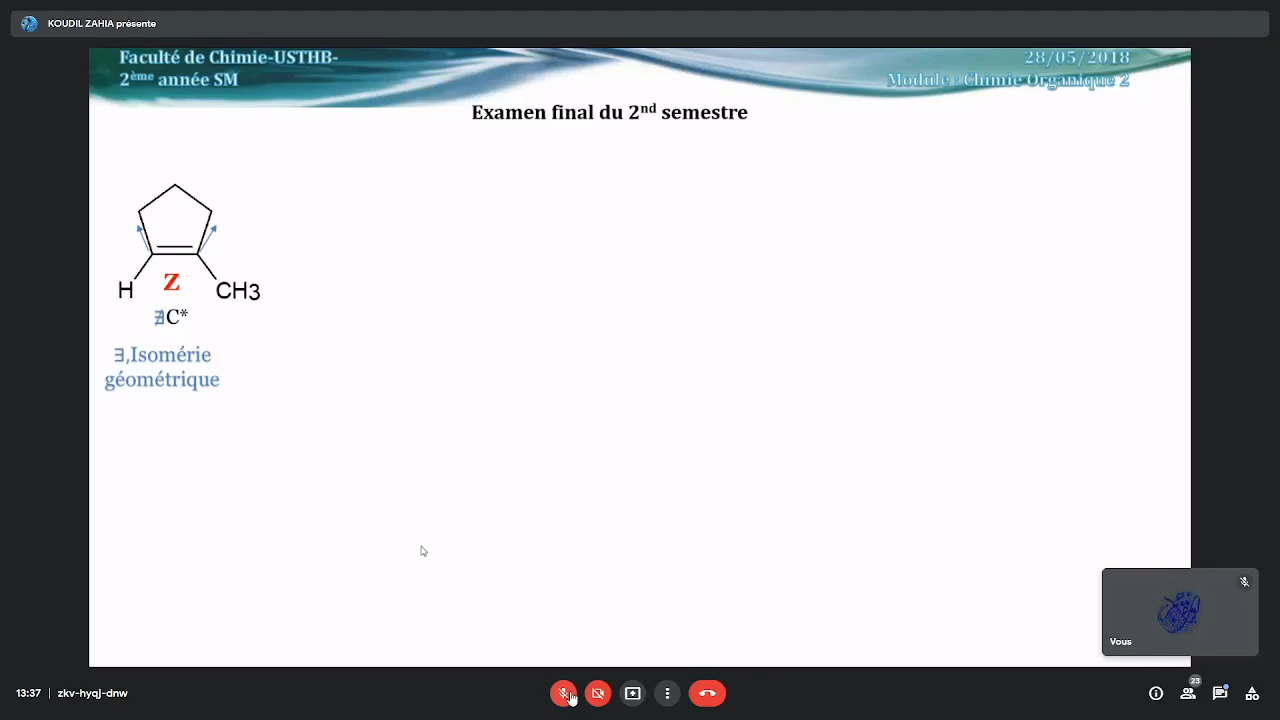 KOUDIL ZAHIA présente
Faculté de Chimie-USTHB-
2ème année SM
28/05/2018
Module : Chimie Organique 2
Examen final du 2nd semestre
H
Z
CH3
∄C*
∃,Isomérie
géométrique
Vous
13:37 | zkv-hyqj-dnw
23